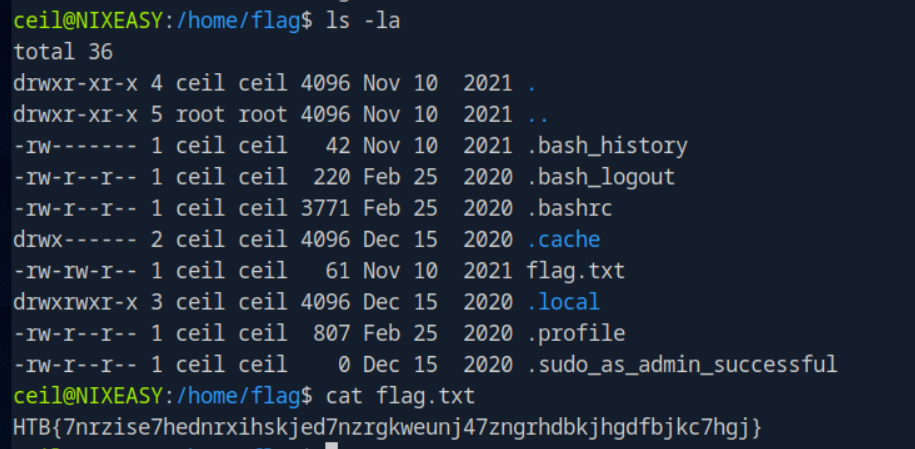 ceil@NIXEASY:/home/flag$ ls -la
total 36
drwxr-xr-x 4 ceil ceil 4096 Nov 10  2021 .
drwxr-xr-x 5 root root 4096 Nov 10  2021 ..
-rw------- 1 ceil ceil   42 Nov 10  2021 .bash_history
-rw-r--r-- 1 ceil ceil  220 Feb 25  2020 .bash_logout
-rw-r--r-- 1 ceil ceil 3771 Feb 25  2020 .bashrc
drwx------ 2 ceil ceil 4096 Dec 15  2020 .cache
-rw-rw-r-- 1 ceil ceil   61 Nov 10  2021 flag.txt
drwxrwxr-x 3 ceil ceil 4096 Dec 15  2020 .local
-rw-r--r-- 1 ceil ceil  807 Feb 25  2020 .profile
-rw-r--r-- 1 ceil ceil    0 Dec 15  2020 .sudo_as_admin_successful
ceil@NIXEASY:/home/flag$ cat flag.txt
HTB{7nrzise7hednrxihskjed7nzrgkweunj47zngrhdbkjhgdfbjkc7hgj}